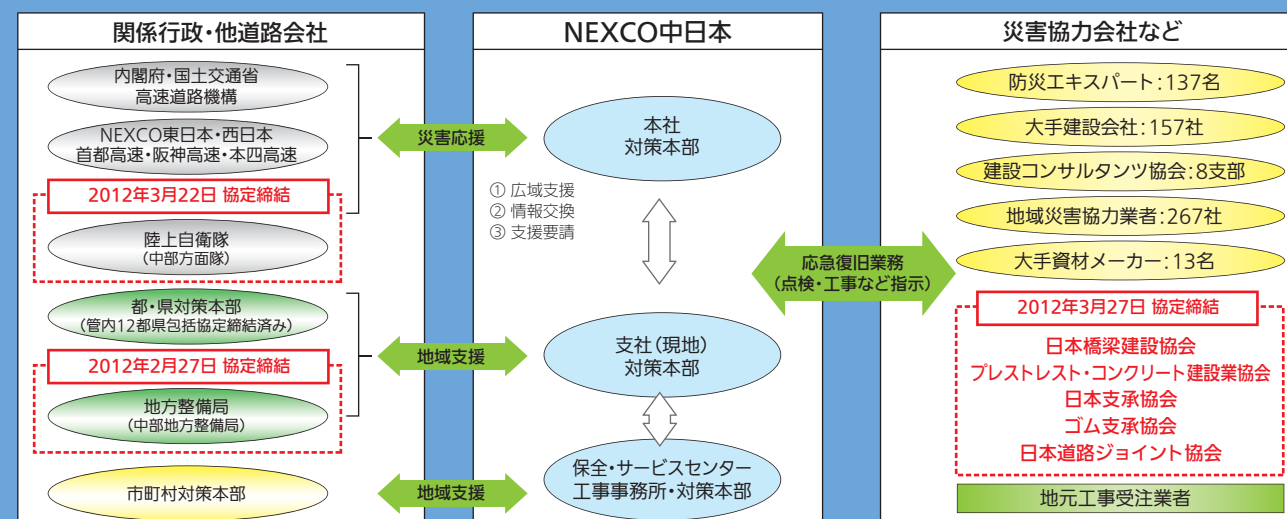 関係行政・他道路会社
内閣府・国土交通省
高速道路機構
NEXCO東日本・西日本
首都高速・阪神高速・本四高速
2012年3月22日 協定締結
陸上自衛隊
(中部方面隊)
都・県対策本部
(管内12都県包括協定締結済み)
2012年2月27日 協定締結
地方整備局
(中部地方整備局)
市町村対策本部
災害応援
地域支援
地域支援
NEXCO中日本
本社
対策本部
① 広域支援
② 情報交換
③ 支援要請
支社(現地)
対策本部
保全・サービスセンター
工事事務所・対策本部
応急復旧業務
(点検・工事など指示)
災害協力会社など
防災エキスパート:137名
大手建設会社:157社
建設コンサルタンツ協会:8支部
地域災害協力業者:267社
大手資材メーカー:13名
2012年3月27日 協定締結
日本橋梁建設協会
プレストレスト・コンクリート建設業協会
日本支承協会
ゴム支承協会
日本道路ジョイント協会
地元工事受注業者